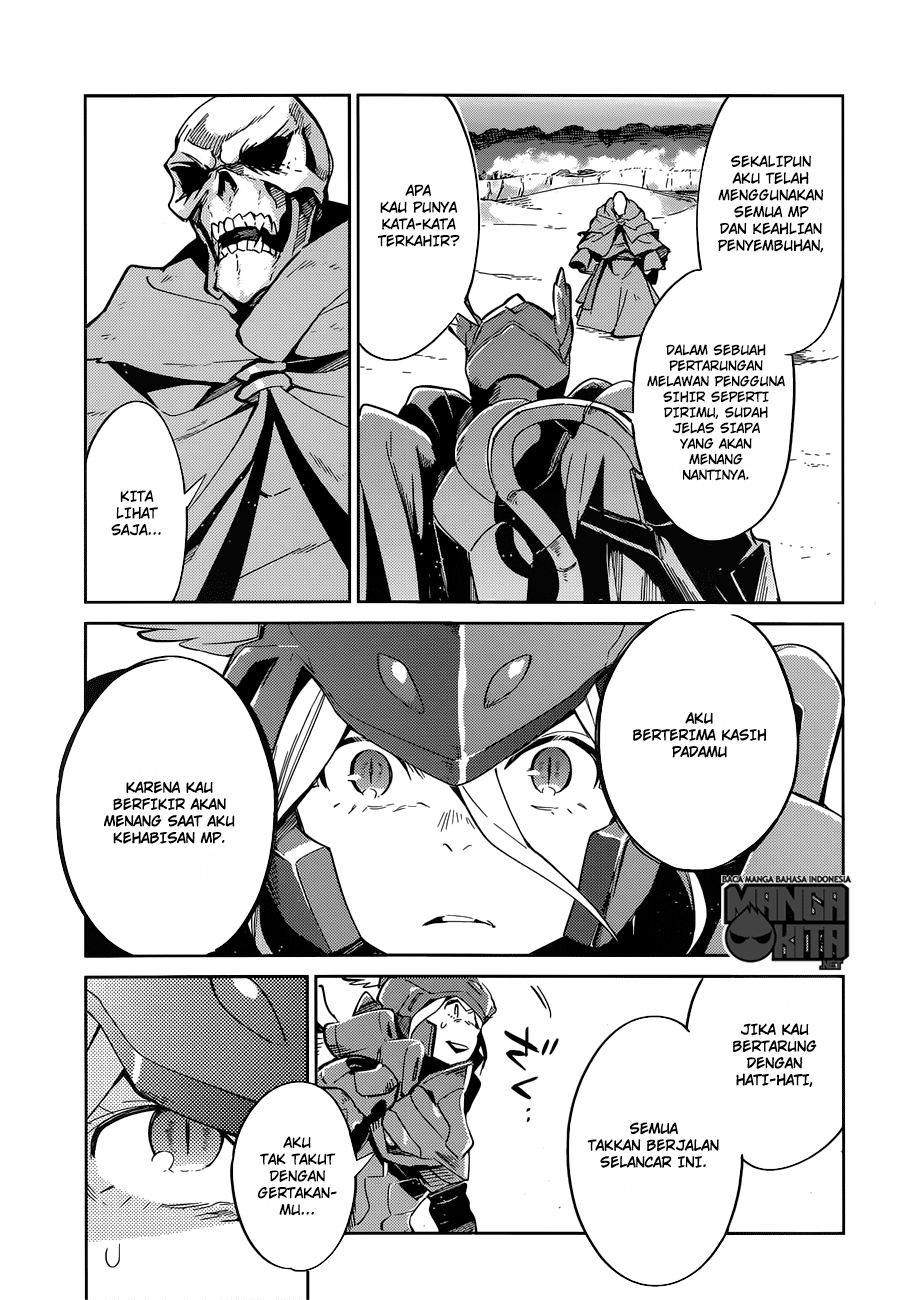 SEKALIPUN
AKU TELAH
MENGGUNAKAN
SEMUA MP
DAN KEAHLIAN
PENYEMBUHAN,
DALAM SEBUAH
PERTARUNGAN
MELAWAN PENGGUNA
SIHIR SEPERTI
DIRIMU, SUDAH
JELAS SIAPA
YANG AKAN
MENANG
NANTINYA.
APA
KAU PUNYA
KATA-KATA
TERKAHIR?
KITA
LIHAT
SAJA...
AKU
BERTERIMA KASIH
PADAMU
KARENA KAU
BERFIKIR AKAN
MENANG SAAT AKU
KEHABISAN MP.
BACA MANGA BAHASA INDONESIA
MANGA
KITA
.NET
JIKA KAU
BERTARUNG
DENGAN
HATI-HATI,
SEMUA
TAKKAN BERJALAN
SELANCAR INI.
AKU
TAK TAKUT
DENGAN
GERTAKAN-
MU...